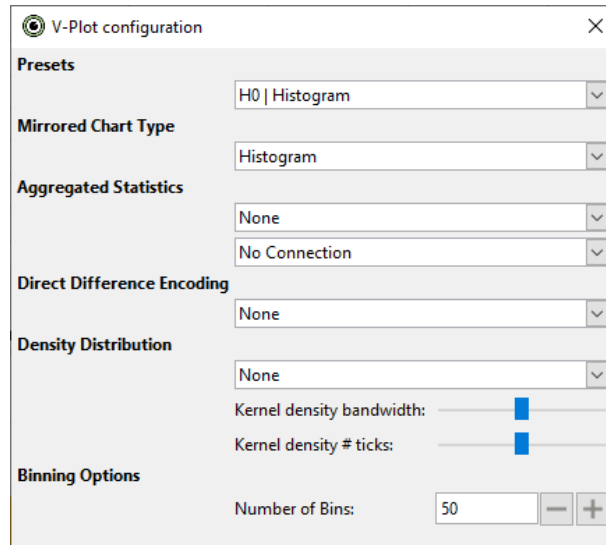 V-Plot configuration
Presets
H0 | Histogram
Mirrored Chart Type
Histogram
Aggregated Statistics
None
No Connection
Direct Difference Encoding
None
Density Distribution
None
Kernel density bandwidth:
Kernel density # ticks:
Binning Options
Number of Bins: 50